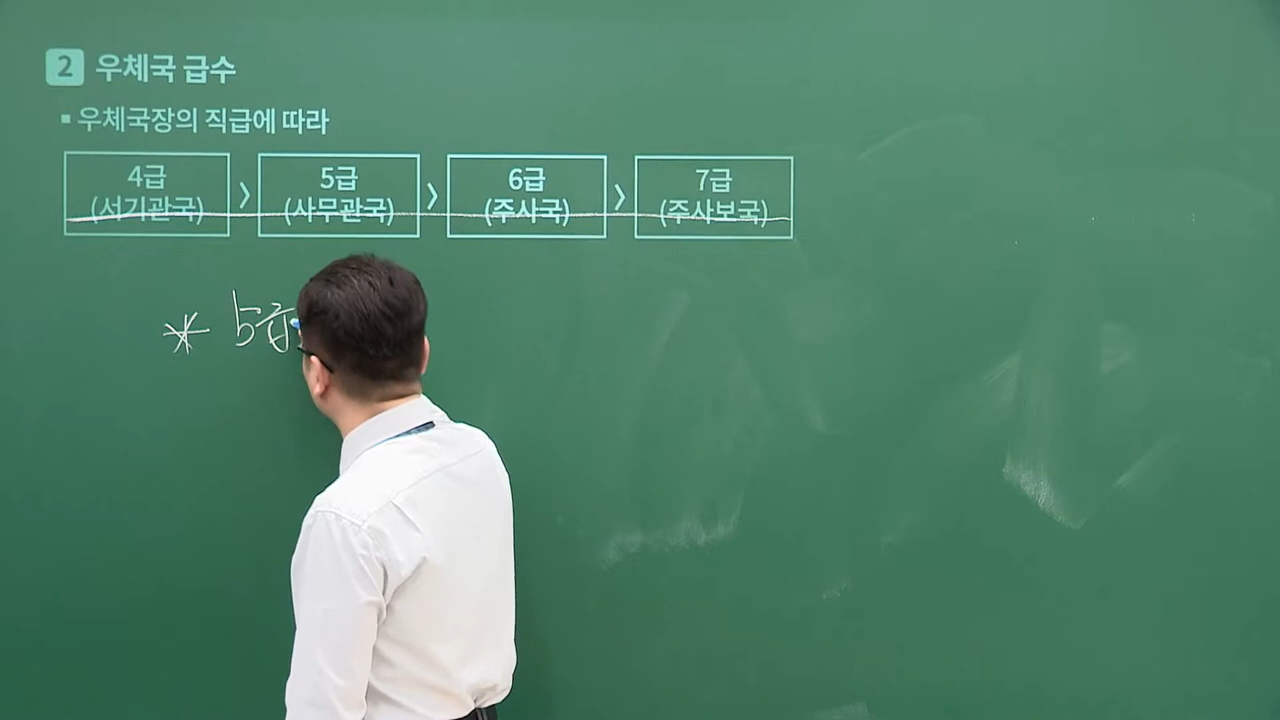 2 우체국 급수
▪ 우체국장의 직급에 따라
4급 > 5급 > 6급 > 7급
(서기관국) (사무관국) (주사국) (주사보국)
* 5급